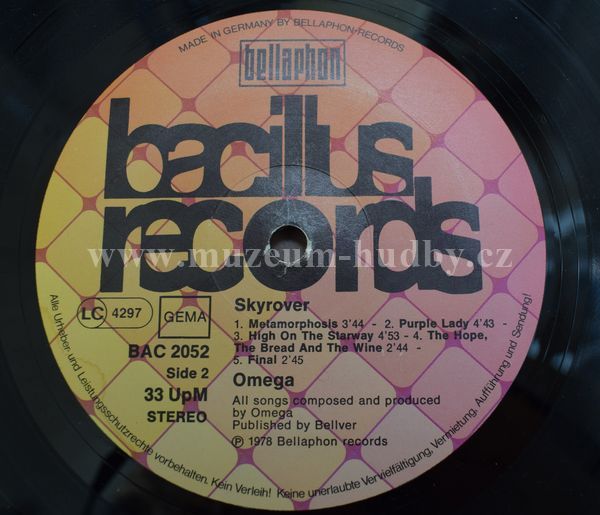 MADE IN GERMANY BY BELLAPHON-RECORDS
bellaphon
bacillus
records
www.muzeum-hudby.cz
LC 4297
GEMA
BAC 2052
Side 2
33 UpM
STEREO
Skyrover
1. Metamorphosis 3'44 - 2. Purple Lady 4'43 -
3. High On The Starway 4'53 - 4. The Hope,
The Bread And The Wine 2'44 -
5. Final 2'45
Omega
All songs composed and produced
by Omega
Published by Bellver
℗ 1978 Bellaphon records
Alle Urheber- und Leistungsschutzrechte vorbehalten. Kein Verleih! Keine unerlaubte Vervielfältigung, Vermietung, Aufführung und Sendung!